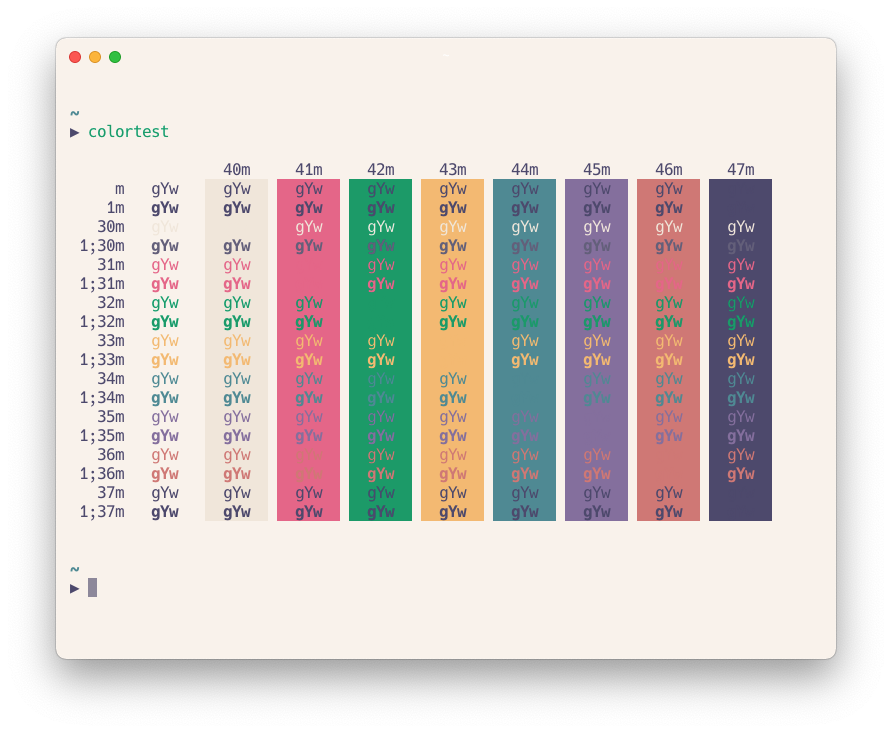 ~
▶ colortest
40m 41m 42m 43m 44m 45m 46m 47m
m gYw gYw gYw gYw gYw gYw gYw gYw
1m gYw gYw gYw gYw gYw gYw gYw gYw
30m gYw gYw gYw gYw gYw gYw gYw gYw
1;30m gYw gYw gYw gYw gYw gYw gYw gYw gYw
31m gYw gYw gYw gYw gYw gYw gYw gYw
1;31m gYw gYw gYw gYw gYw gYw gYw gYw
32m gYw gYw gYw gYw gYw gYw gYw gYw
1;32m gYw gYw gYw gYw gYw gYw gYw gYw
33m gYw gYw gYw gYw gYw gYw gYw gYw
1;33m gYw gYw gYw gYw gYw gYw gYw gYw
34m gYw gYw gYw gYw gYw gYw gYw gYw
1;34m gYw gYw gYw gYw gYw gYw gYw gYw
35m gYw gYw gYw gYw gYw gYw gYw gYw
1;35m gYw gYw gYw gYw gYw gYw gYw gYw
36m gYw gYw gYw gYw gYw gYw gYw gYw
1;36m gYw gYw gYw gYw gYw gYw gYw gYw
37m gYw gYw gYw gYw gYw gYw gYw gYw
1;37m gYw gYw gYw gYw gYw gYw gYw gYw
~
▶